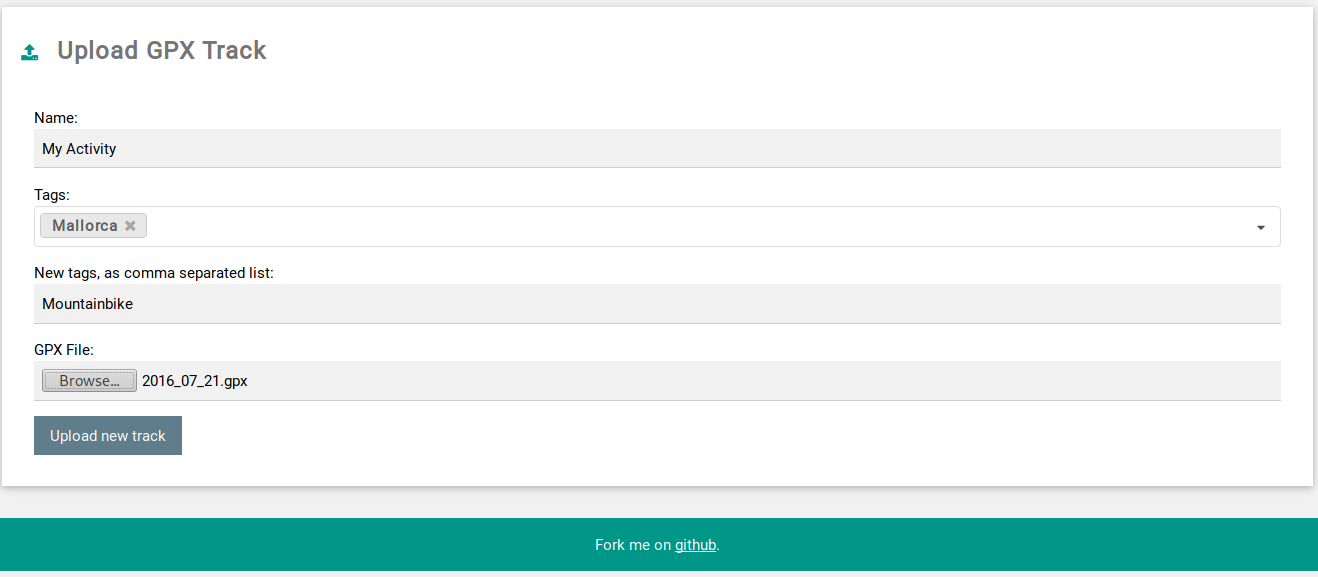 Upload GPX Track
Name:
My Activity
Tags:
Mallorca
New tags, as comma separated list:
Mountainbike
GPX File:
Browse... 2016_07_21.gpx
Upload new track
Fork me on github.